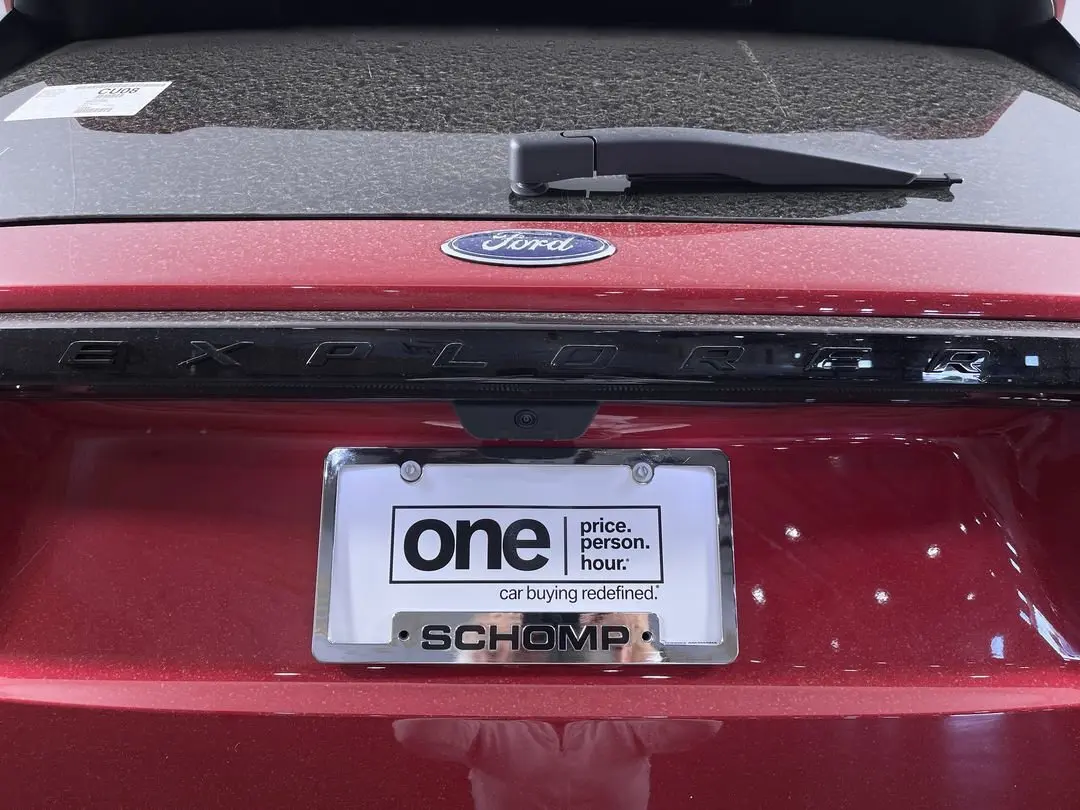 CU08
Ford
EXPLORER
one
price.
person.
hour.
car buying redefined.
SCHOMP